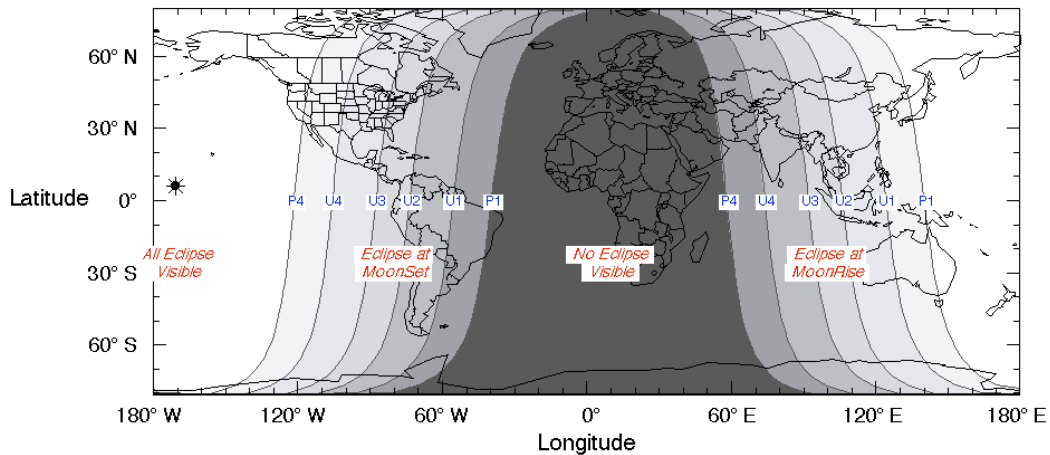 60° N
30° N
Latitude
0°
30° S
60° S
P4 U4 U3 U2 U1 P1 P4 U4 U3 U2 U1 P1
All Eclipse
Visible
Eclipse at
MoonSet
No Eclipse
Visible
Eclipse at
MoonRise
180° W 120° W 60° W 0° 60° E 120° E 180° E
Longitude